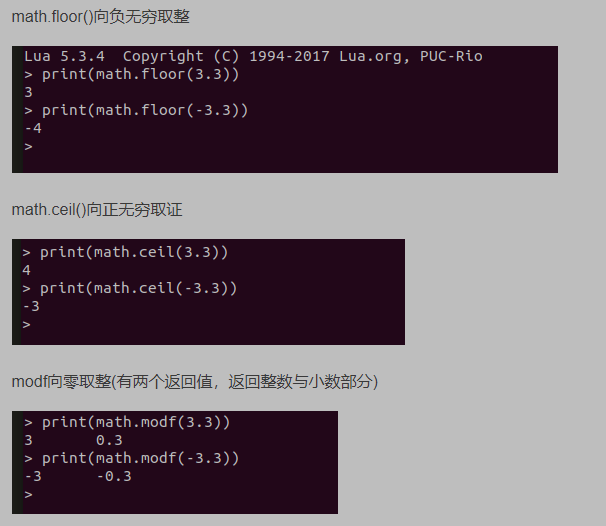 math.floor()向负无穷取整
Lua 5.3.4  Copyright (C) 1994-2017 Lua.org, PUC-Rio
> print(math.floor(3.3))
3
> print(math.floor(-3.3))
-4
>
math.ceil()向正无穷取证
> print(math.ceil(3.3))
4
> print(math.ceil(-3.3))
-3
>
modf向零取整(有两个返回值，返回整数与小数部分)
> print(math.modf(3.3))
3       0.3
> print(math.modf(-3.3))
-3      -0.3
>